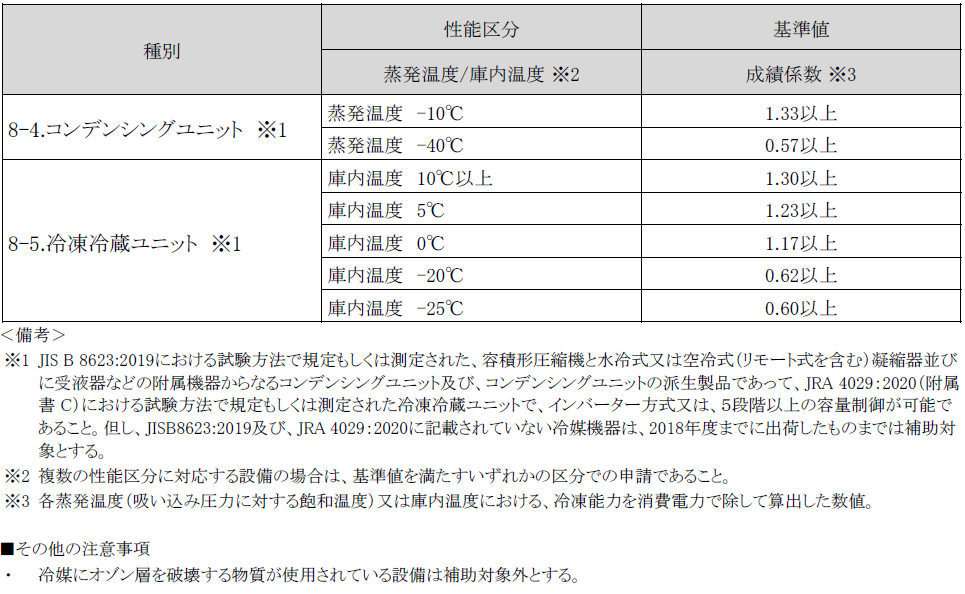 種別
性能区分
基準値
蒸発温度/庫内温度 ※2
成績係数 ※3
8-4.コンデンシングユニット ※1
蒸発温度 -10℃
1.33以上
蒸発温度 -40℃
0.57以上
8-5.冷凍冷蔵ユニット ※1
庫内温度 10℃以上
1.30以上
庫内温度 5℃
1.23以上
庫内温度 0℃
1.17以上
庫内温度 -20℃
0.62以上
庫内温度 -25℃
0.60以上
＜備考＞
※1 JIS B 8623:2019における試験方法で規定もしくは測定された、容積形圧縮機と水冷式又は空冷式（リモート式を含む）凝縮器並び
に受液器などの附属機器からなるコンデンシングユニット及び、コンデンシングユニットの派生製品であって、JRA 4029：2020（附属
書 C）における試験方法で規定もしくは測定された冷凍冷蔵ユニットで、インバーター方式又は、５段階以上の容量制御が可能で
あること。但し、JISB8623:2019及び、JRA 4029：2020に記載されていない冷媒機器は、2018年度までに出荷したものまでは補助対
象とする。
※2 複数の性能区分に対応する設備の場合は、基準値を満たすいずれかの区分での申請であること。
※3 各蒸発温度（吸い込み圧力に対する飽和温度）又は庫内温度における、冷凍能力を消費電力で除して算出した数値。
■その他の注意事項
・ 冷媒にオゾン層を破壊する物質が使用されている設備は補助対象外とする。